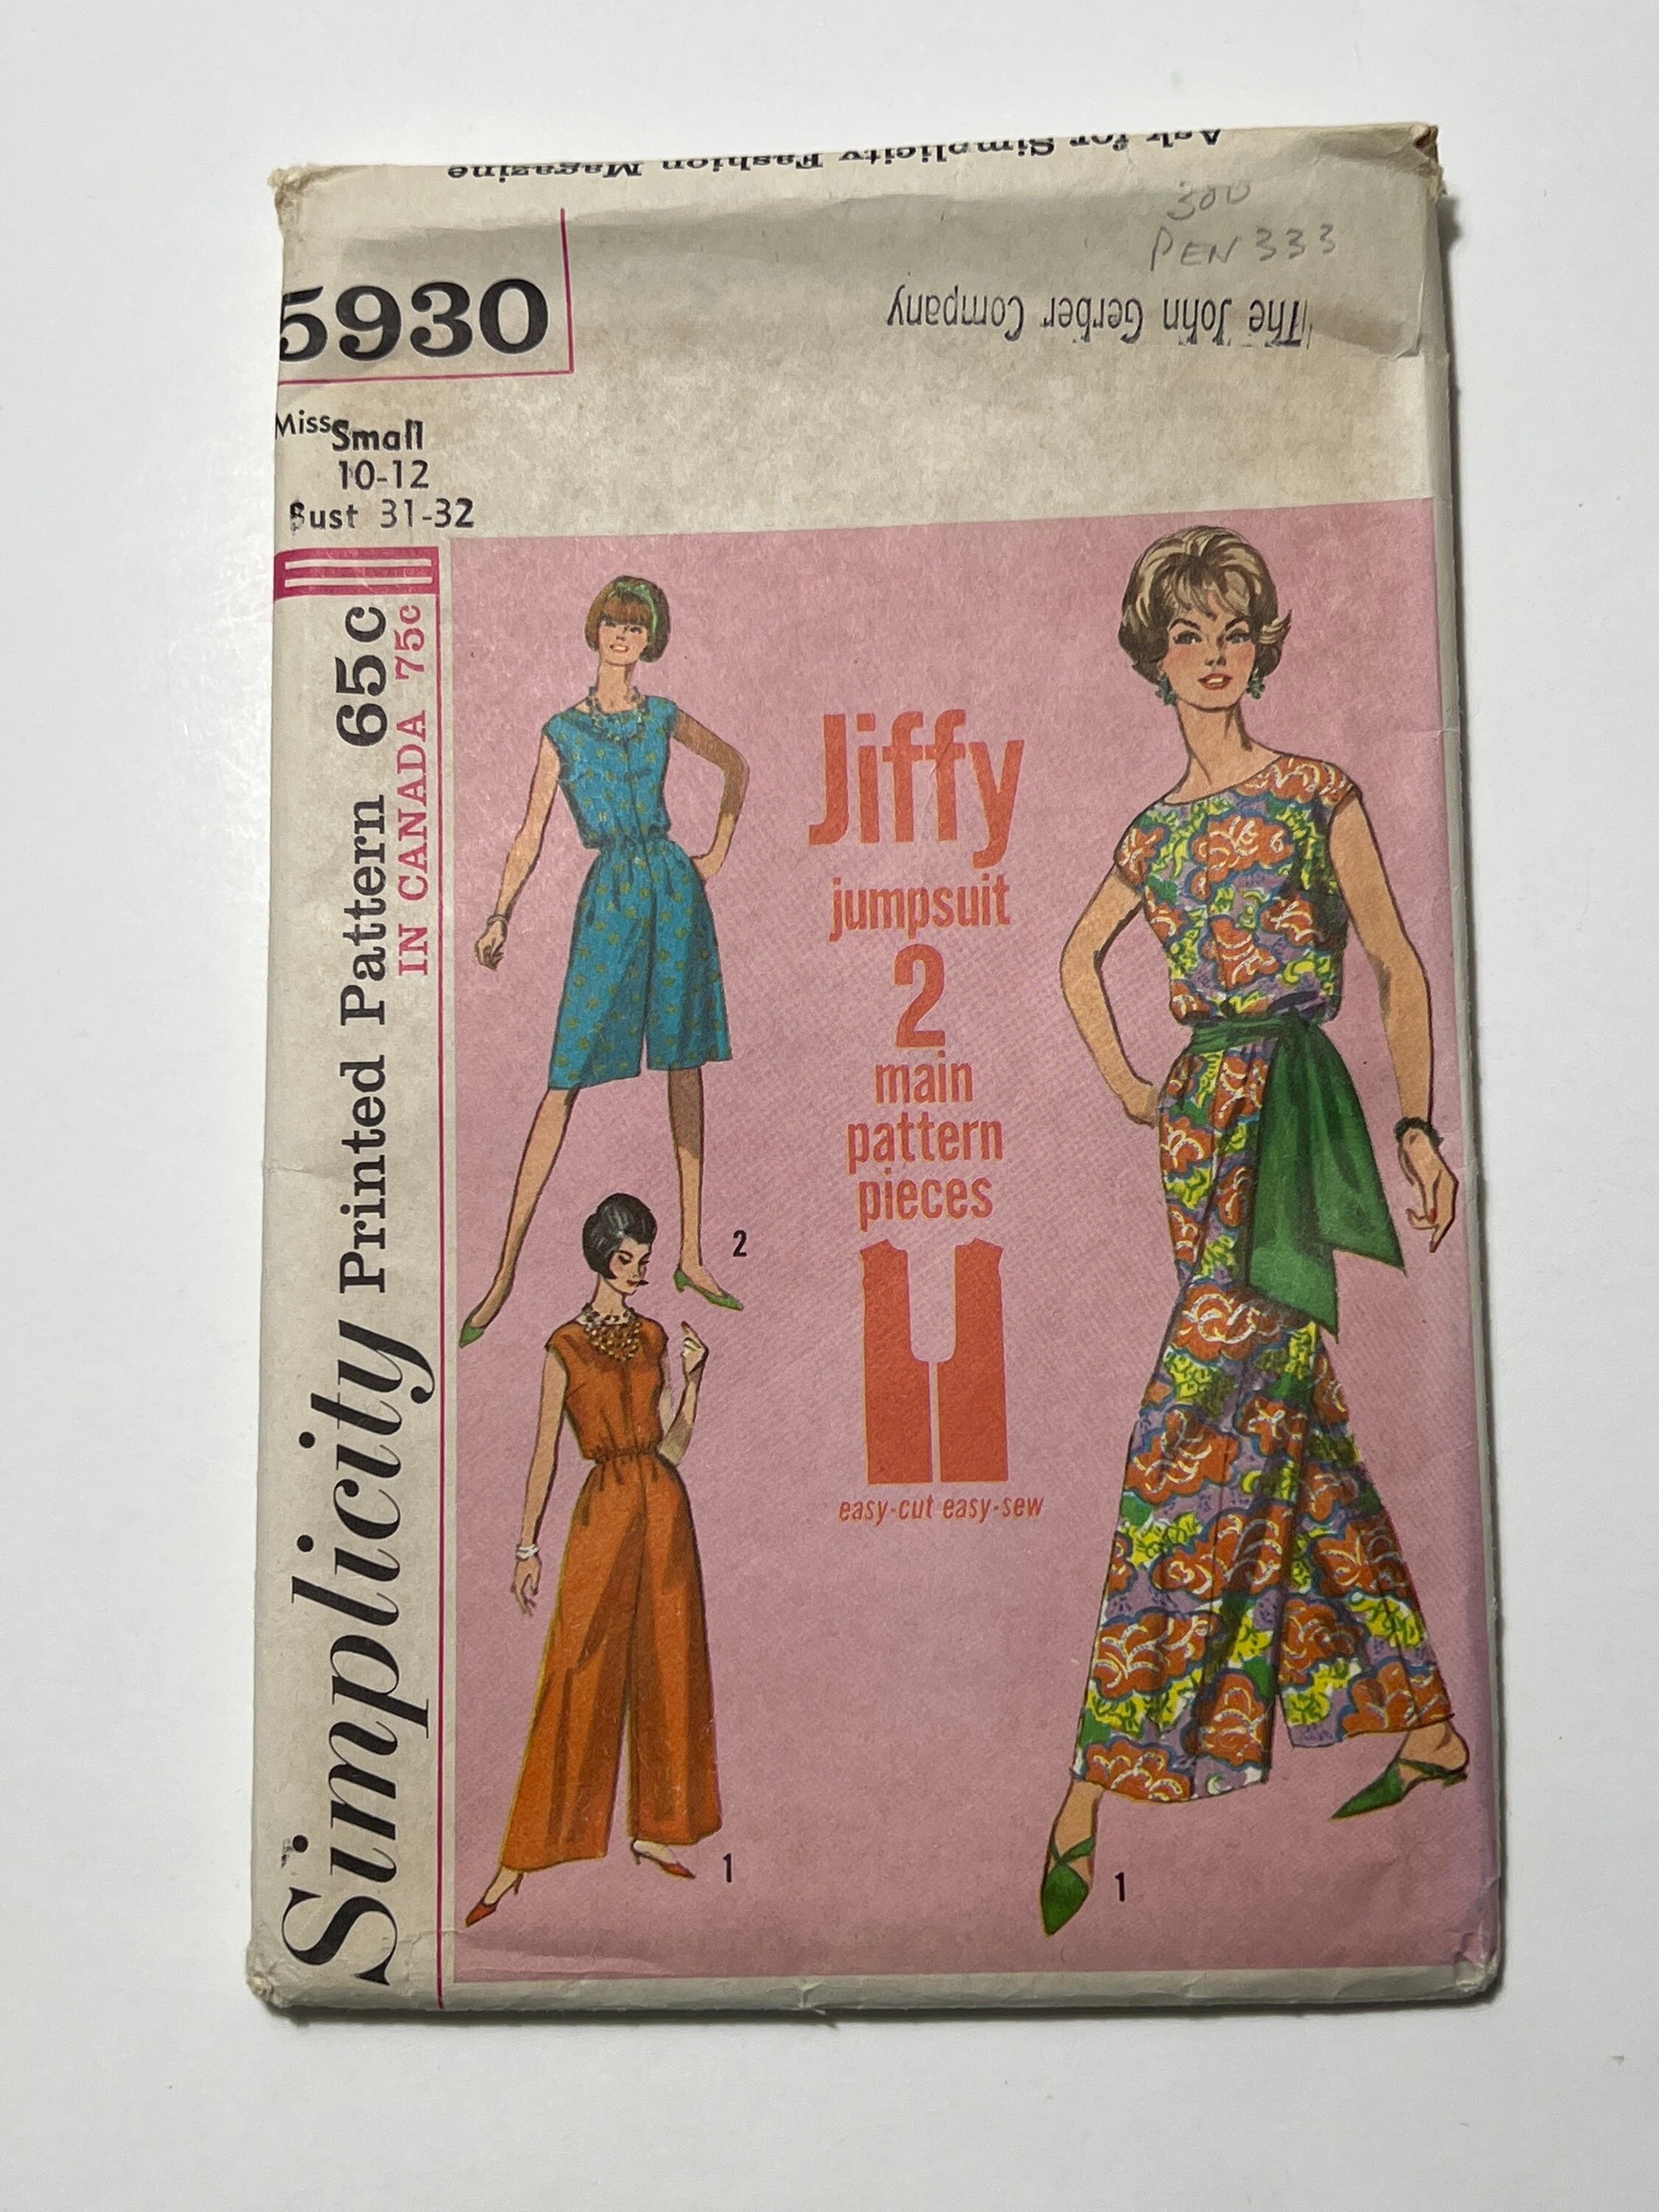 Ask for Simplicity Fashion Magazine
300
PEN 333
The John Gerber Company
5930
Miss Small
10-12
Bust 31-32
Simplicity Printed Pattern 65c
IN CANADA 75c
Jiffy
jumpsuit
2
main
pattern
pieces
easy-cut easy-sew
2
1
1